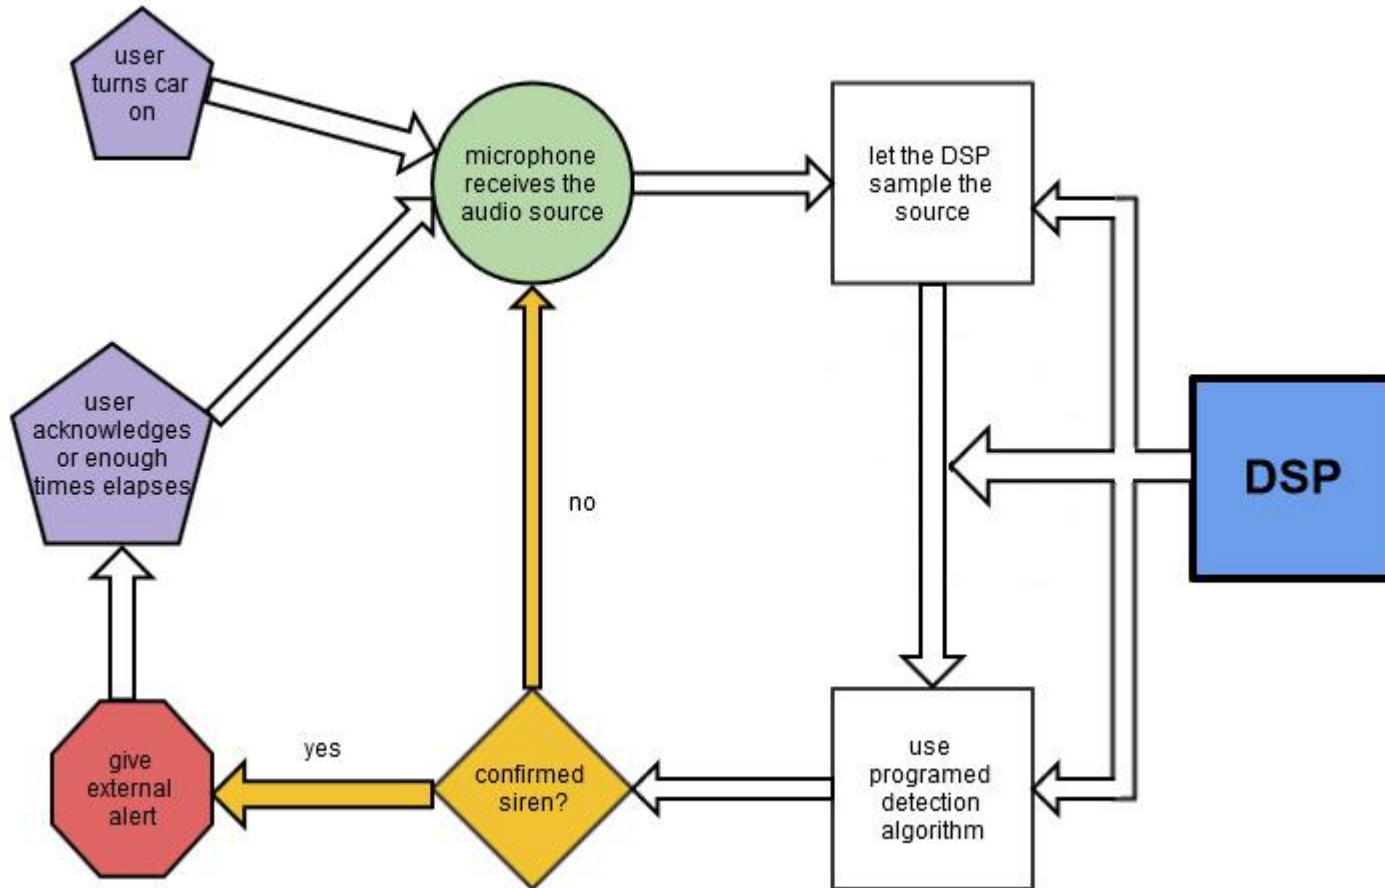 user
turns car
on
microphone
receives the
audio source
let the DSP
sample the
source
user
acknowledges
or enough
times elapses
no
DSP
yes
give
external
alert
confirmed
siren?
use
programed
detection
algorithm